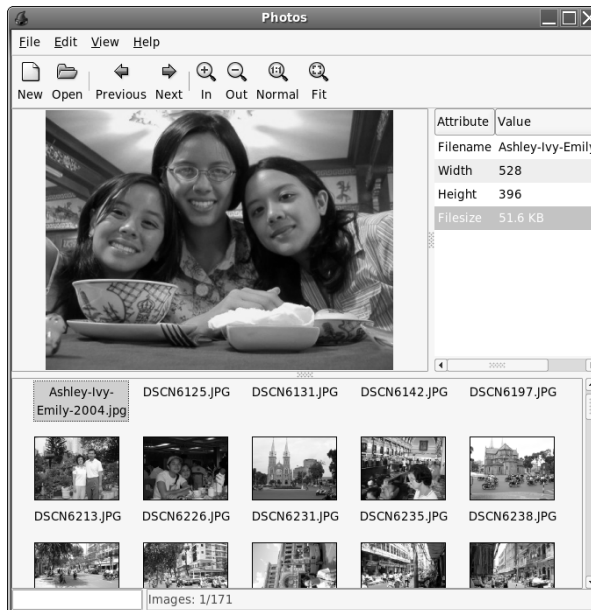 Photos
File Edit View Help
New Open Previous Next In Out Normal Fit
1:1
Attribute Value
Filename Ashley-Ivy-Emily
Width 528
Height 396
Filesize 51.6 KB
Ashley-Ivy- DSCN6125.JPG DSCN6131.JPG DSCN6142.JPG DSCN6197.JPG
Emily-2004.jpg
DSCN6213.JPG DSCN6226.JPG DSCN6231.JPG DSCN6235.JPG DSCN6238.JPG
Images: 1/171